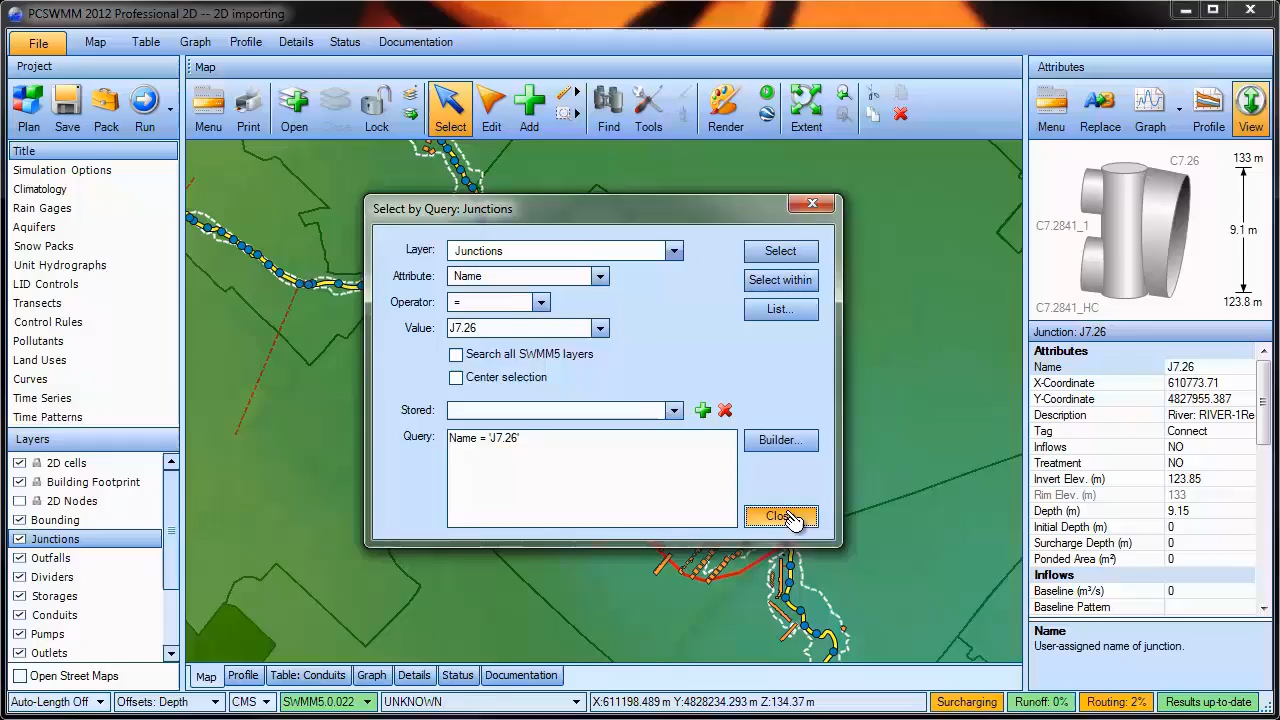 PCSWMM 2012 Professional 2D -- 2D importing
File Map Table Graph Profile Details Status Documentation
Project
Plan Save Pack Run
Title
Simulation Options
Climatology
Rain Gages
Aquifers
Snow Packs
Unit Hydrographs
LID Controls
Transects
Control Rules
Pollutants
Land Uses
Curves
Time Series
Time Patterns
Layers
2D cells
Building Footprint
2D Nodes
Bounding
Junctions
Outfalls
Dividers
Storages
Conduits
Pumps
Outlets
Open Street Maps
Map
Menu Print Open Lock Select Edit Add Find Tools Render Extent
Select by Query: Junctions
Layer: Junctions Select
Attribute: Name Select within
Operator: = List...
Value: J7.26
Search all SWMM5 layers
Center selection
Stored:
Query: Name = 'J7.26' Builder...
Map Profile Table: Conduits Graph Details Status Documentation
Attributes
Menu Replace Graph Profile View
C7.26 133 m
C7.2841_1 9.1 m
C7.2841_HC 123.8 m
Junction: J7.26
Attributes
Name J7.26
X-Coordinate 610773.71
Y-Coordinate 4827955.387
Description River: RIVER-1Re
Tag Connect
Inflows NO
Treatment NO
Invert Elev. (m) 123.85
Rim Elev. (m) 133
Depth (m) 9.15
Initial Depth (m) 0
Surcharge Depth (m) 0
Ponded Area (m²) 0
Inflows
Baseline (m³/s) 0
Baseline Pattern
Name
User-assigned name of junction.
Auto-Length Off Offsets: Depth CMS SWMM5.0.022 UNKNOWN X:611198.489 m Y:4828234.293 m Z:134.37 m Surcharging Runoff: 0% Routing: 2% Results up-to-date